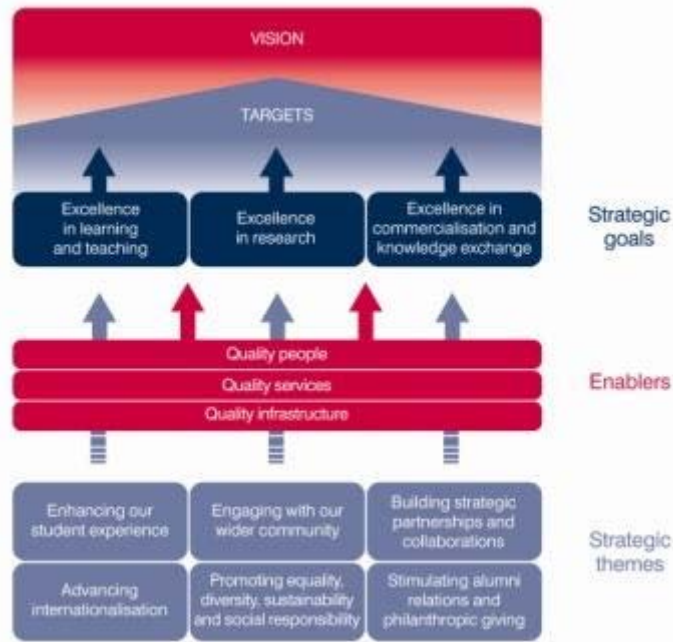 VISION
TARGETS
Excellence
in learning
and teaching
Excellence
in research
Excellence in
commercialisation and
knowledge exchange
Strategic
goals
Quality people
Quality services
Quality infrastructure
Enablers
Enhancing our
student experience
Engaging with our
wider community
Building strategic
partnerships and
collaborations
Advancing
internationalisation
Promoting equality,
diversity, sustainability
and social responsibility
Stimulating alumni
relations and
philanthropic giving
Strategic
themes